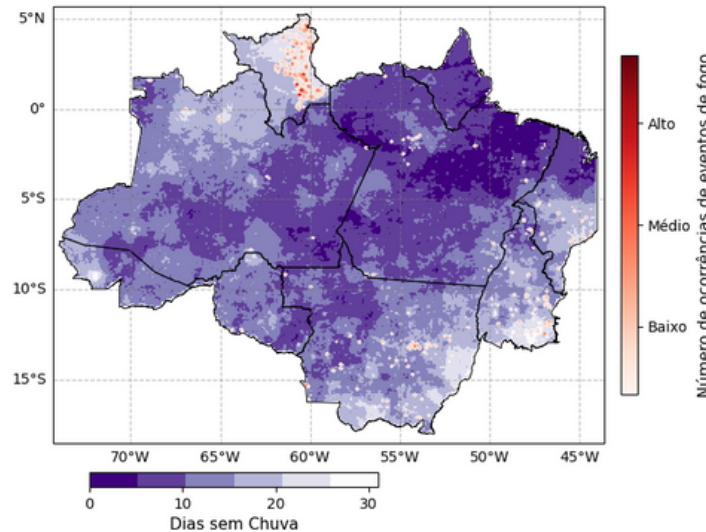 5°N
0°
5°S
10°S
15°S
70°W 65°W 60°W 55°W 50°W 45°W
0 10 20 30
Dias sem Chuva
Alto
Médio
Baixo
Número de ocorrências de eventos de fogo